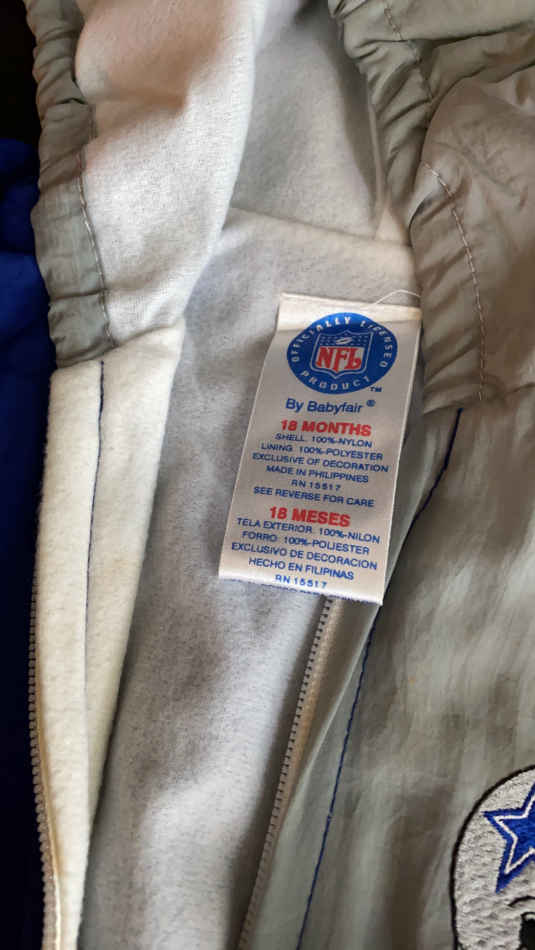 OFFICIALLY LICENSED
NFL
PRODUCT
TM
By Babyfair ®
18 MONTHS
SHELL. 100%-NYLON
LINING. 100%-POLYESTER
EXCLUSIVE OF DECORATION
MADE IN PHILIPPINES
RN 15517
SEE REVERSE FOR CARE
18 MESES
TELA EXTERIOR. 100%-NILON
FORRO. 100%-POLIESTER
EXCLUSIVO DE DECORACION
HECHO EN FILIPINAS
RN 15517